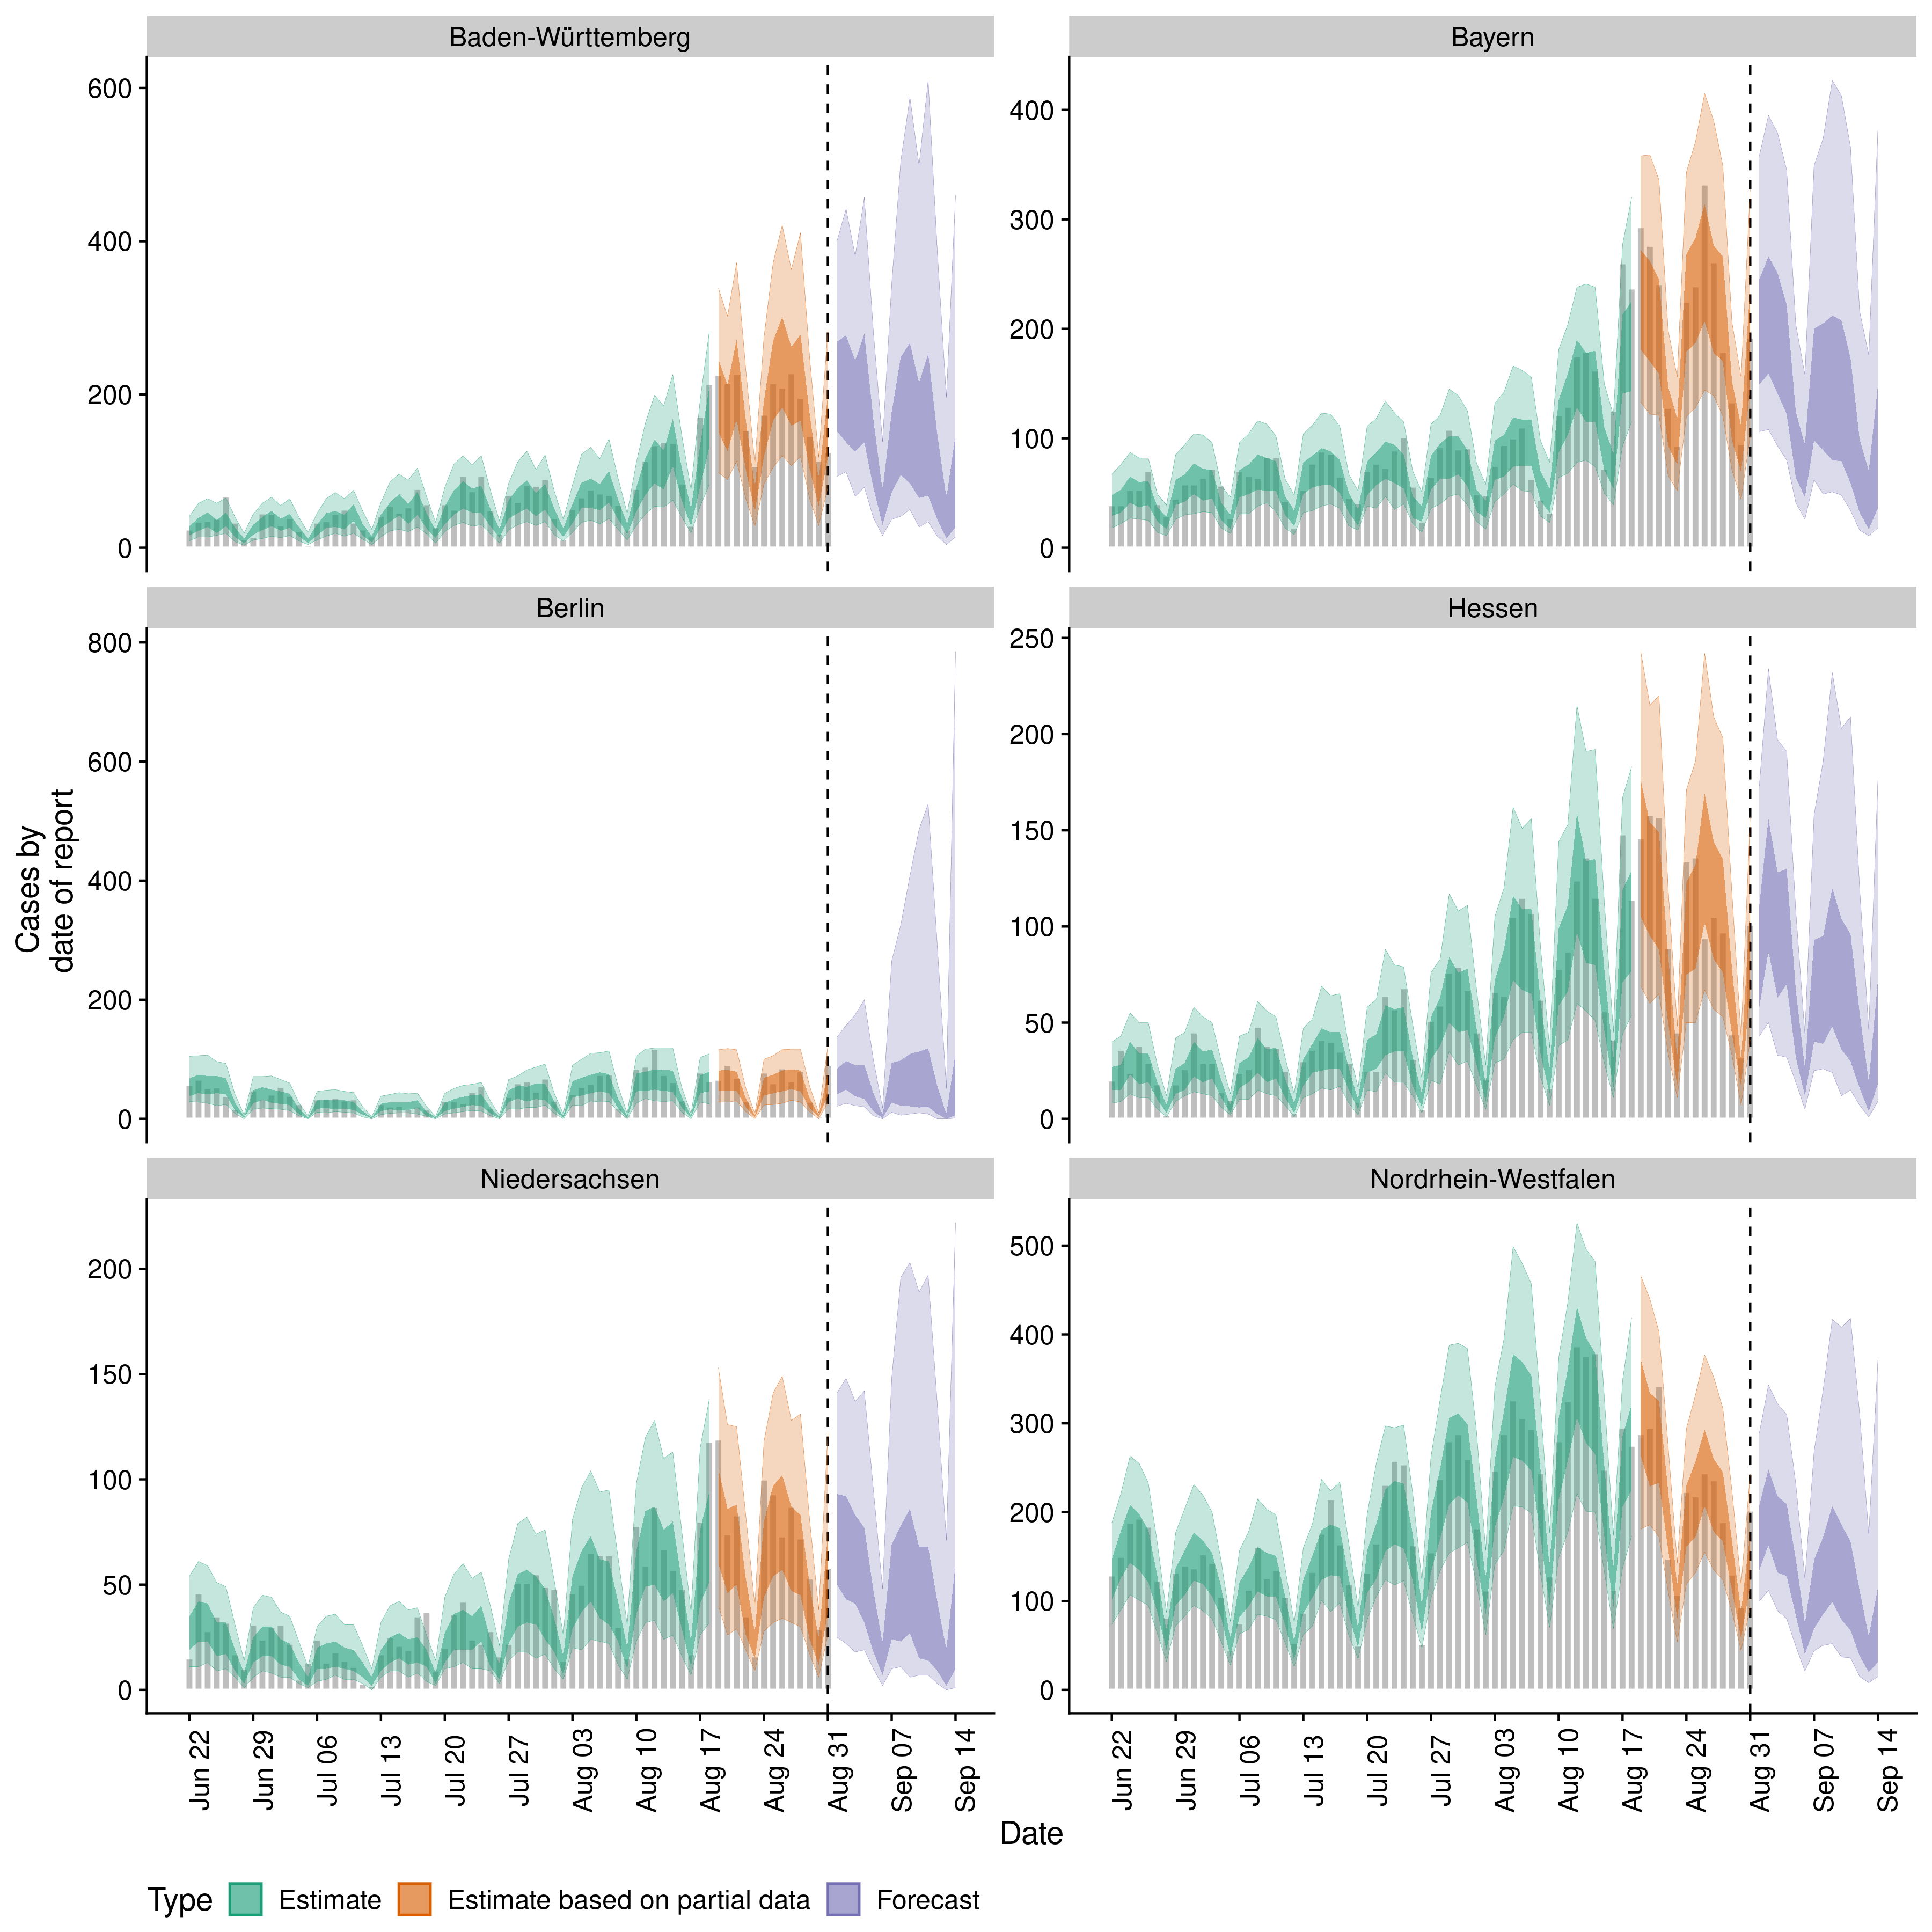 Baden-Württemberg
Bayern
600
400
200
0
400
300
200
100
0
Berlin
Hessen
800
600
400
200
0
250
200
150
100
50
0
Cases by
date of report
Niedersachsen
Nordrhein-Westfalen
200
150
100
50
0
500
400
300
200
100
0
Jun 22
Jun 29
Jul 06
Jul 13
Jul 20
Jul 27
Aug 03
Aug 10
Aug 17
Aug 24
Aug 31
Sep 07
Sep 14
Jun 22
Jun 29
Jul 06
Jul 13
Jul 20
Jul 27
Aug 03
Aug 10
Aug 17
Aug 24
Aug 31
Sep 07
Sep 14
Date
Type Estimate Estimate based on partial data Forecast